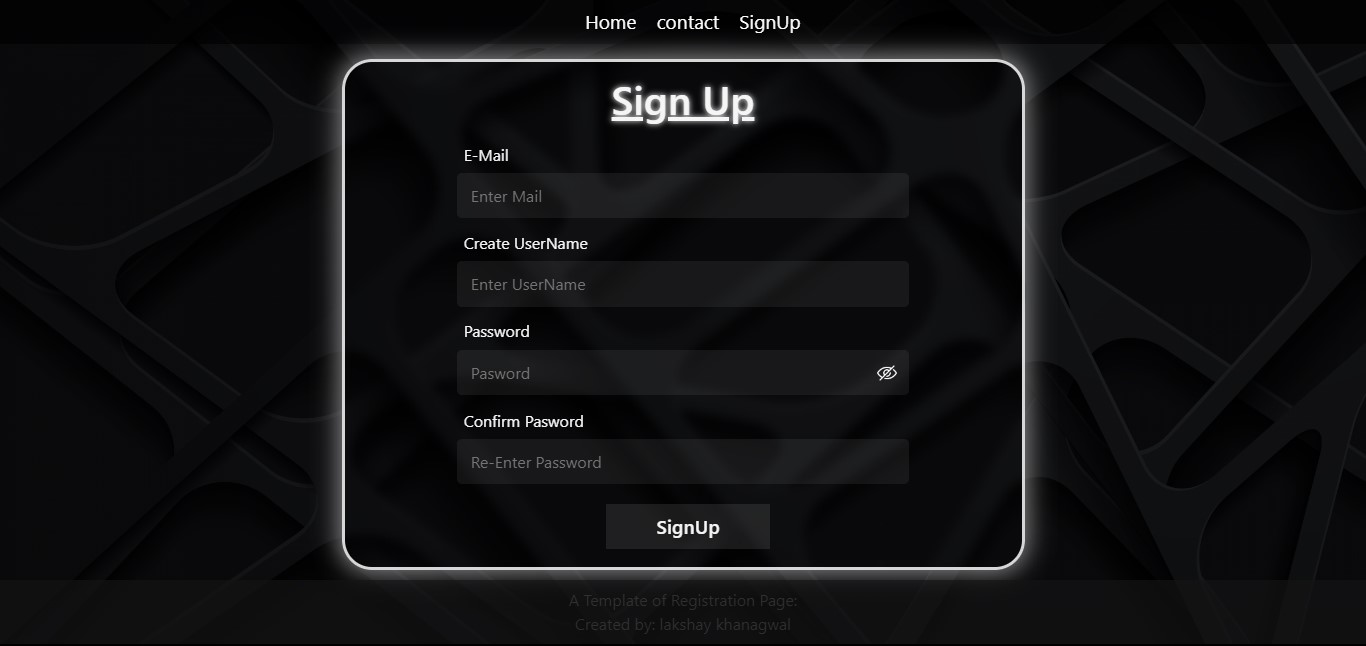 Home contact SignUp
Sign Up
E-Mail
Enter Mail
Create UserName
Enter UserName
Password
Pasword
Confirm Pasword
Re-Enter Password
SignUp
A Template of Registration Page:
Created by: lakshay khanagwal